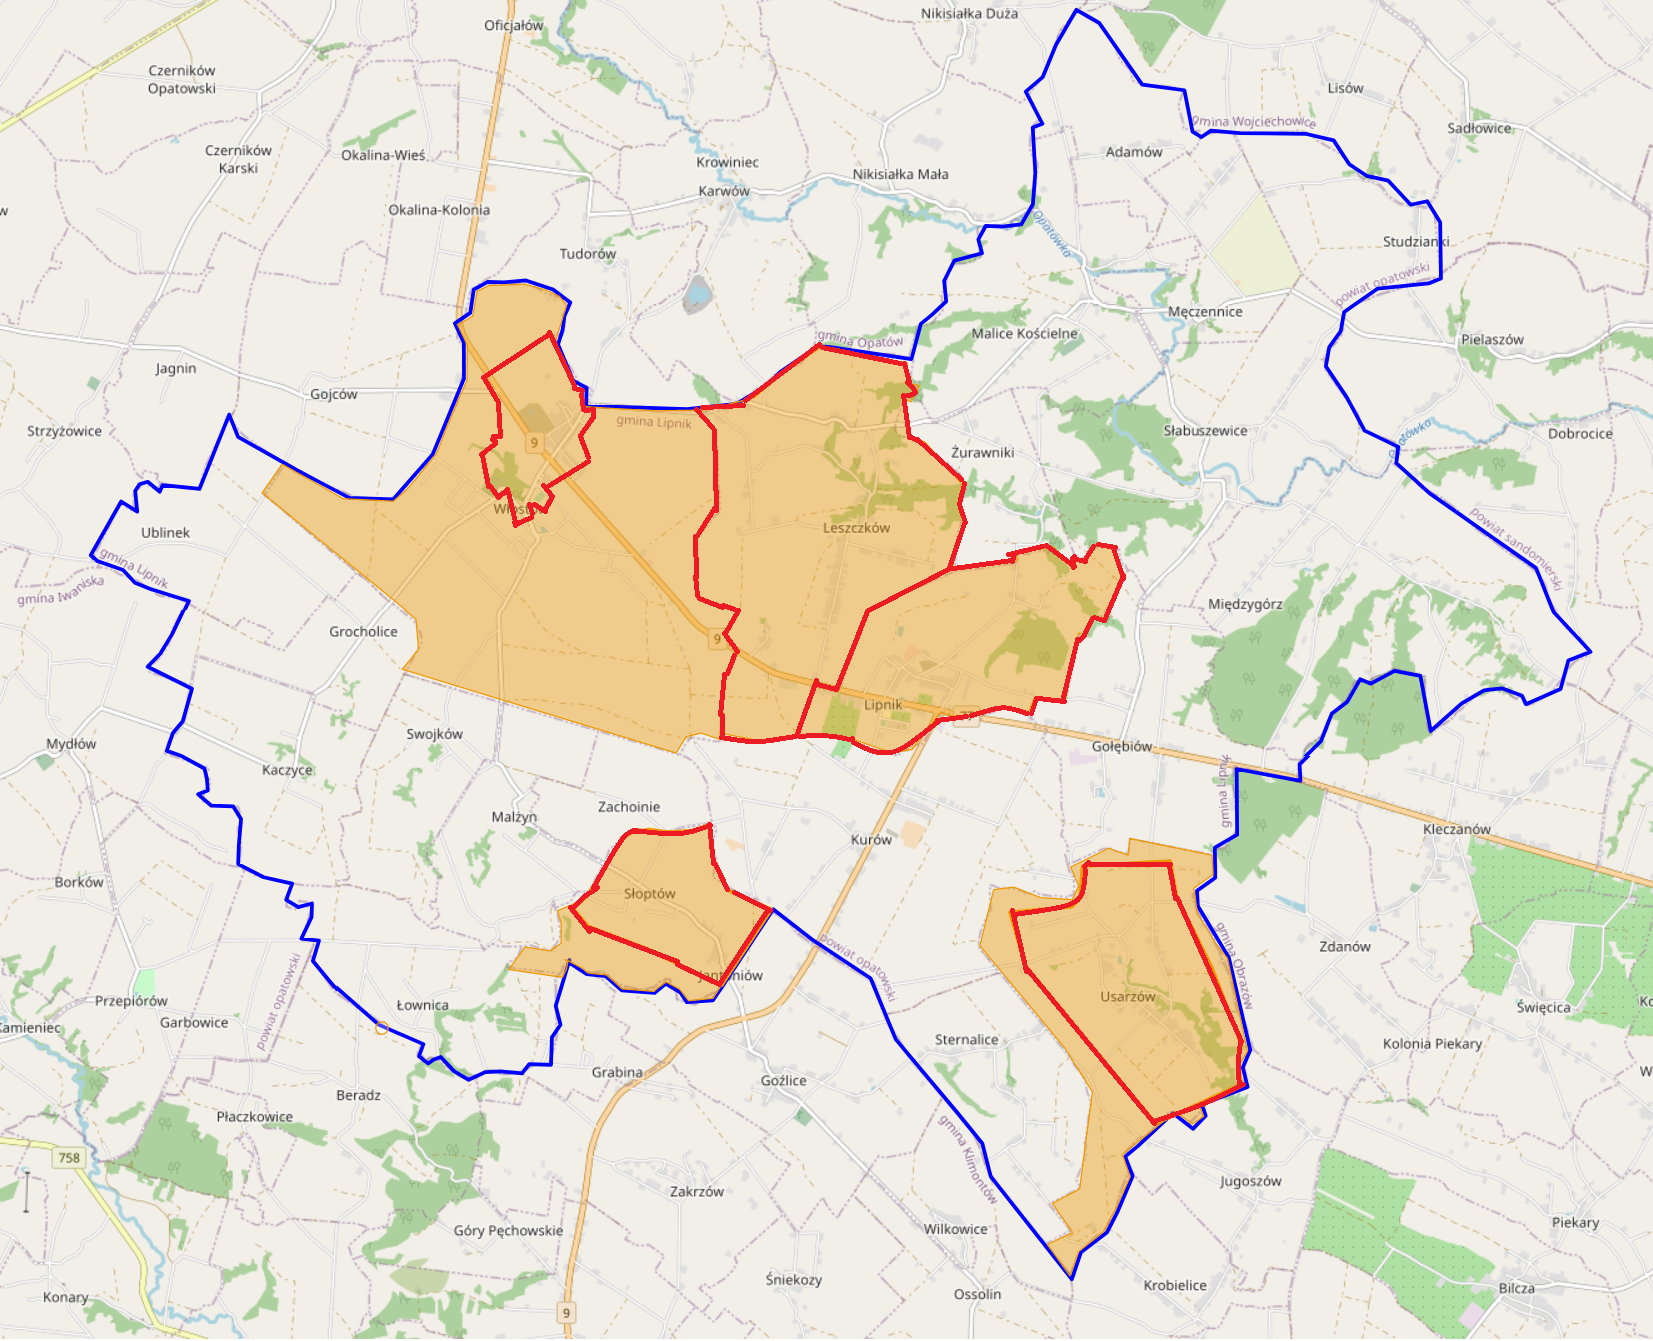 Oficjałów
Nikisiałka Duża
Czerników
Opatowski
Lisów
gmina Wojciechowice
Sadłowice
Czerników
Karski
Okalina-Wieś
Krowiniec
Adamów
Karwów
Nikisiałka Mała
Okalina-Kolonia
Opatówka
Studzianki
Tudorów
powiat opatowski
Męczennice
Malice Kościelne
gmina Opatów
Pielaszów
Jagnin
Gojców
gmina Lipnik
Strzyżowice
9
Żurawniki
Słabuszewice
Dobrocice
Włost
Leszczków
powiat sandomierski
Ublinek
gmina Lipnik
gmina Iwaniska
Międzygórz
Grocholice
9
Lipnik
77
Swojków
Mydłów
Gołębiów
Kaczyce
gmina Lipnik
Małżyn
Zachoinie
Kurów
Kleczanów
Borków
Słoptów
Zdanów
powiat opatowski
gmina Obrazów
powiat opatowski
Usarzów
Przepiórów
Łownica
Święcica
Kamieniec
Garbowice
Sternalice
Kolonia Piekary
Grabina
Goźlice
Beradz
Płaczkowice
gmina Klimontów
758
Zakrzów
Jugoszów
Góry Pęchowskie
Wilkowice
Piekary
Śniekozy
Krobielice
Ossolin
Bilcza
Konary
9